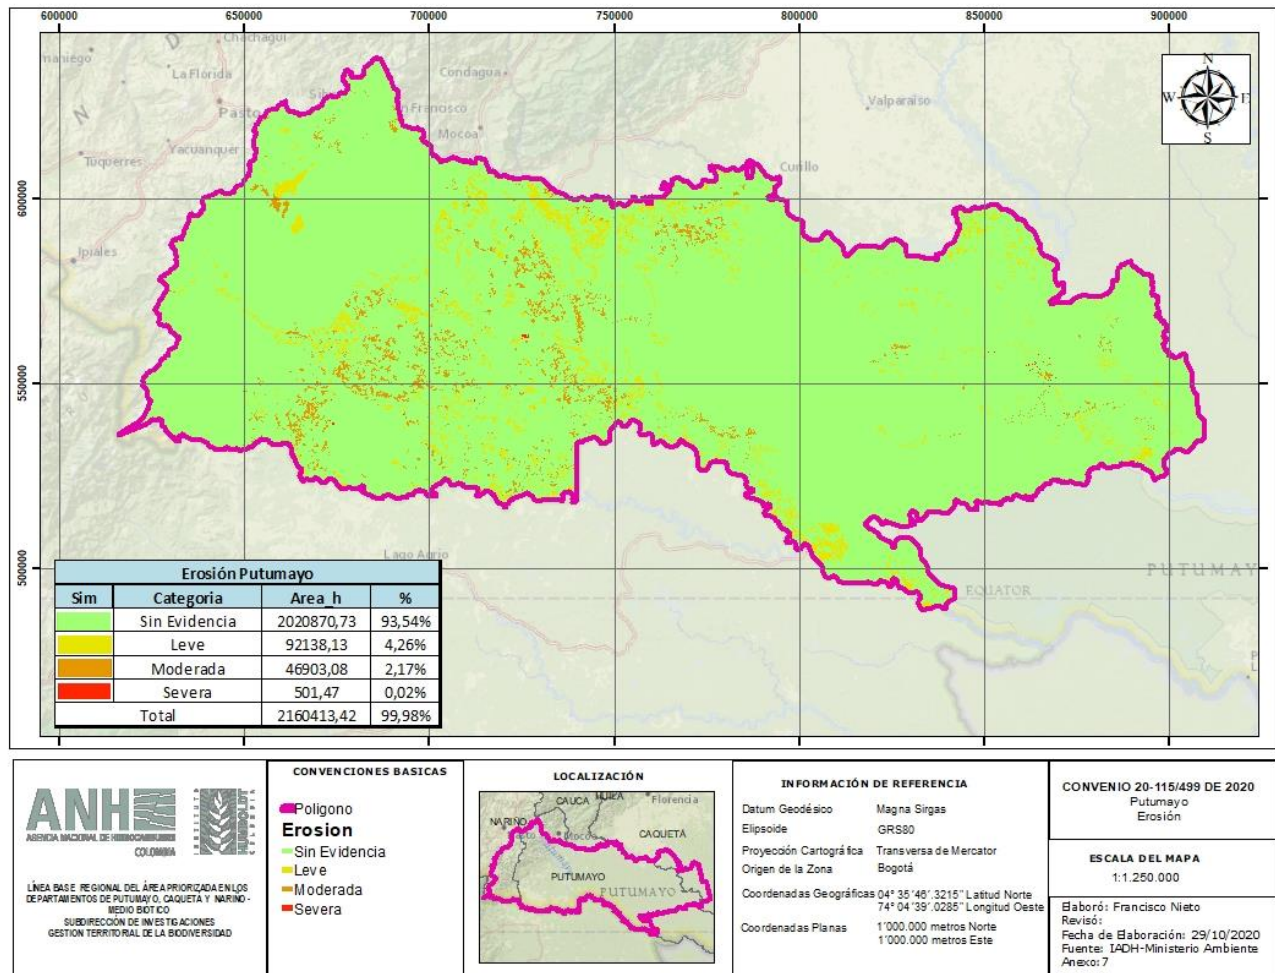 600000 650000 700000 750000 800000 850000 900000
600000
550000
500000
maniego
Chachagui
La Florida
Condagua
Pasto
n Francisco
Mocoa
Valparaiso
Tuquerres
Yacuanquer
Curillo
Ipiales
Lago Agrio
EQUATOR
PUTUMAY
N
W E
S
Erosión Putumayo
Sim Categoria Area_h %
Sin Evidencia 2020870,73 93,54%
Leve 92138,13 4,26%
Moderada 46903,08 2,17%
Severa 501,47 0,02%
Total 2160413,42 99,98%
ANH
AGENCIA NACIONAL DE HIDROCARBUROS
COLOMBIA
INSTITUTO
HUMBOLDT
COLOMBIA
LÍNEA BASE REGIONAL DEL ÁREA PRIORIZADA EN LOS
DEPARTAMENTOS DE PUTUMAYO, CAQUETA Y NARIÑO -
MEDIO BIOTICO
SUBDIRECCIÓN DE INVESTIGACIONES
GESTION TERRITORIAL DE LA BIODIVERSIDAD
CONVENCIONES BASICAS
Poligono
Erosion
Sin Evidencia
Leve
Moderada
Severa
LOCALIZACIÓN
CAUCA HUILA Florencia
NARIÑO
Mocoa
CAQUETÁ
PUTUMAYO
PUTUMAYO
INFORMACIÓN DE REFERENCIA
Datum Geodésico Magna Sirgas
Elipsoide GRS80
Proyección Cartográfica Transversa de Mercator
Origen de la Zona Bogotá
Coordenadas Geográficas 04° 35'46'.3215" Latitud Norte
74° 04'39'.0285" Longitud Oeste
Coordenadas Planas 1'000.000 metros Norte
1'000.000 metros Este
CONVENIO 20-115/499 DE 2020
Putumayo
Erosión
ESCALA DEL MAPA
1:1.250.000
Elaboró: Francisco Nieto
Revisó:
Fecha de Elaboración: 29/10/2020
Fuente: IADH-Ministerio Ambiente
Anexo:7